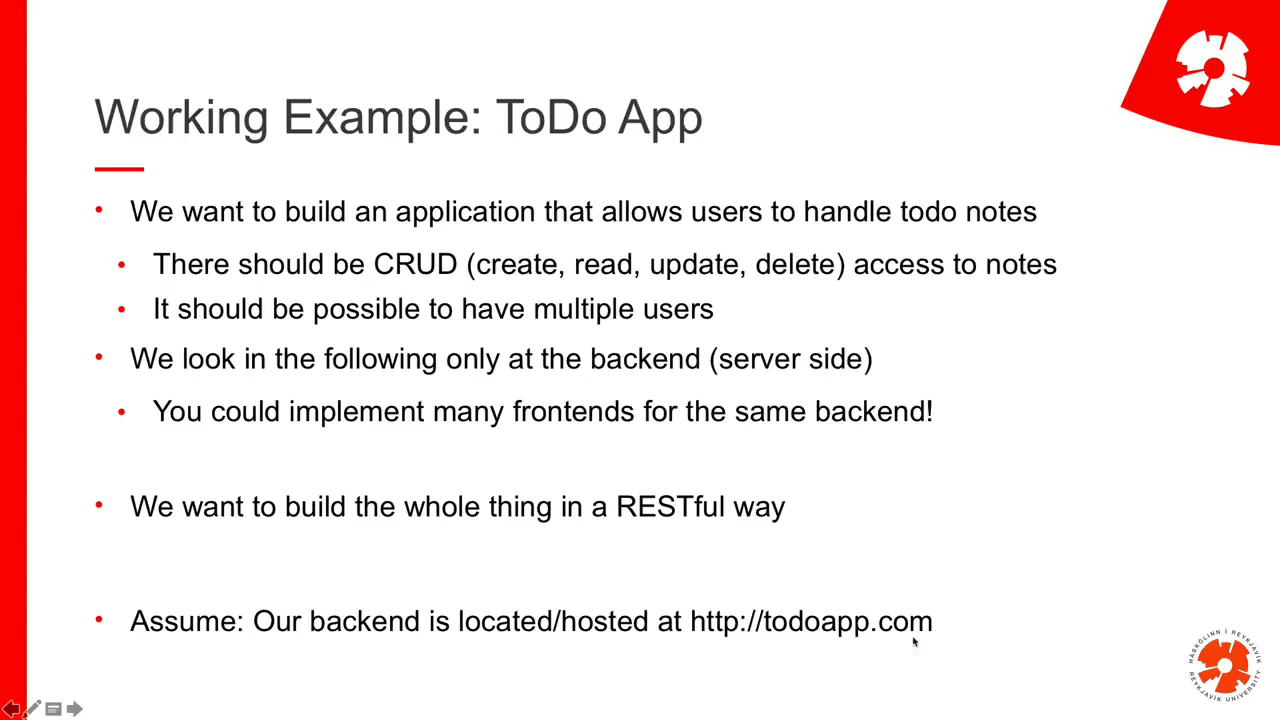 Working Example: ToDo App
• We want to build an application that allows users to handle todo notes
• There should be CRUD (create, read, update, delete) access to notes
• It should be possible to have multiple users
• We look in the following only at the backend (server side)
• You could implement many frontends for the same backend!
• We want to build the whole thing in a RESTful way
• Assume: Our backend is located/hosted at http://todoapp.com
HÁSKÓLINN Í REYKJAVÍK
REYKJAVÍK UNIVERSITY